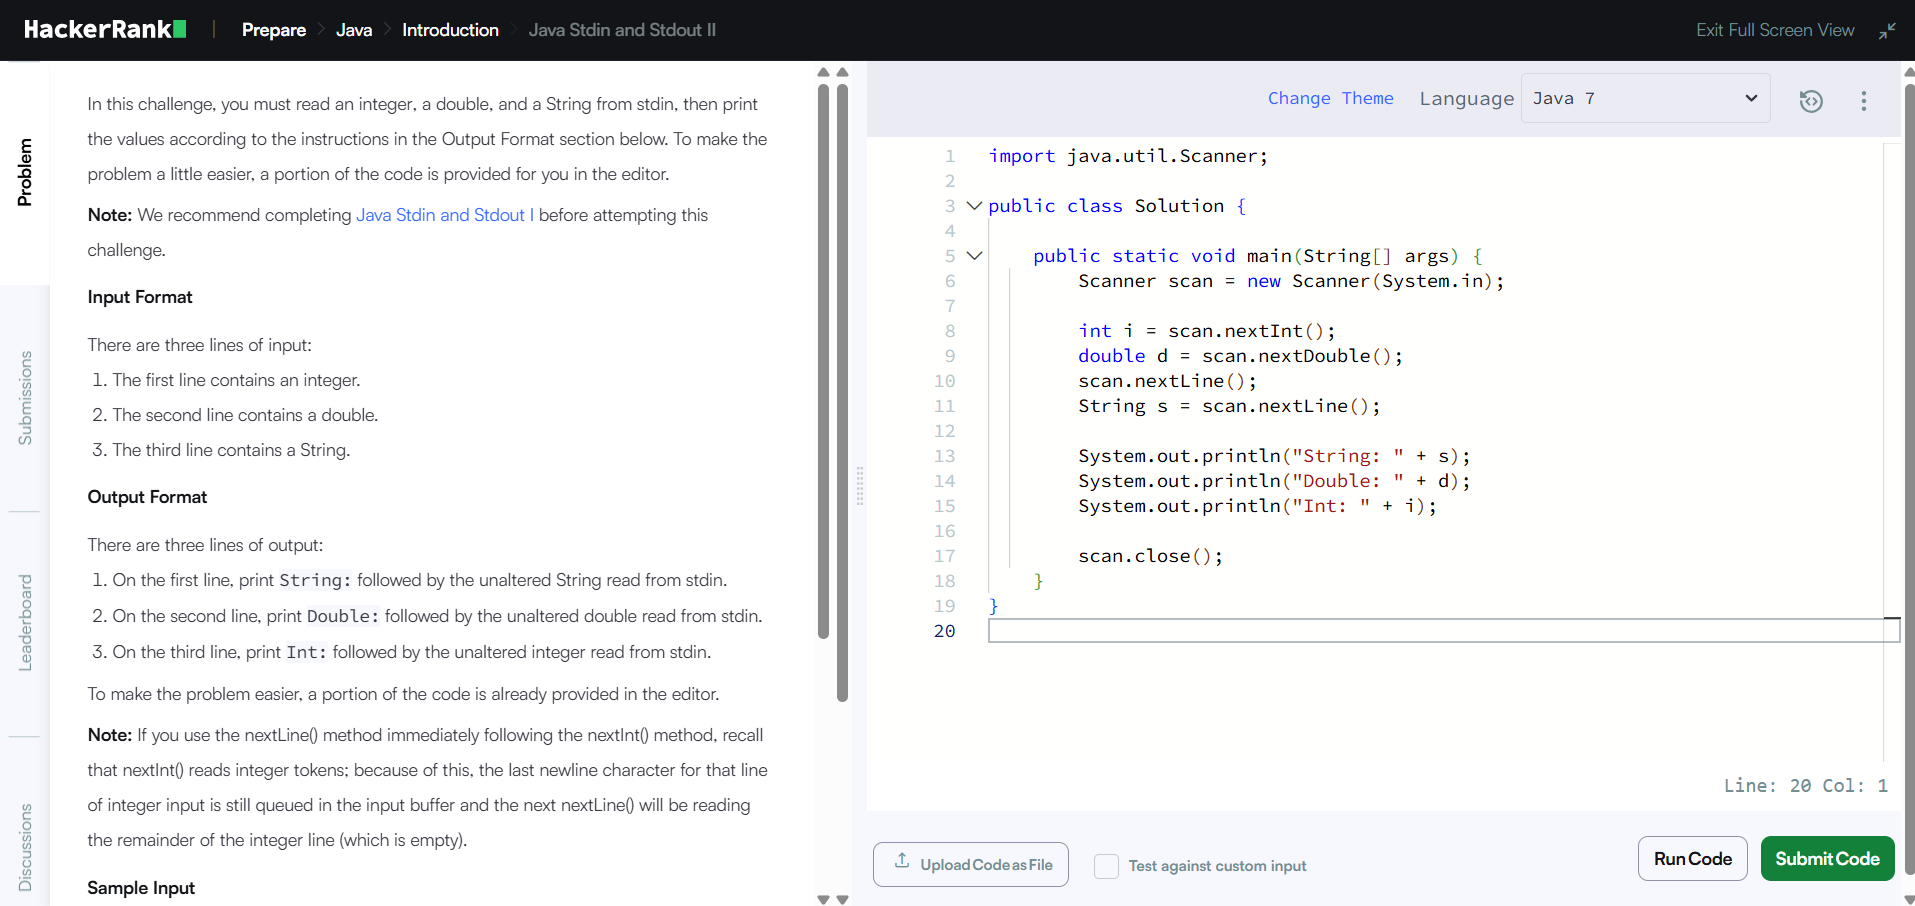 HackerRank | Prepare > Java > Introduction > Java Stdin and Stdout II
Exit Full Screen View
Problem
Submissions
Leaderboard
Discussions
In this challenge, you must read an integer, a double, and a String from stdin, then print
the values according to the instructions in the Output Format section below. To make the
problem a little easier, a portion of the code is provided for you in the editor.
Note: We recommend completing Java Stdin and Stdout I before attempting this
challenge.
Input Format
There are three lines of input:
1. The first line contains an integer.
2. The second line contains a double.
3. The third line contains a String.
Output Format
There are three lines of output:
1. On the first line, print String: followed by the unaltered String read from stdin.
2. On the second line, print Double: followed by the unaltered double read from stdin.
3. On the third line, print Int: followed by the unaltered integer read from stdin.
To make the problem easier, a portion of the code is already provided in the editor.
Note: If you use the nextLine() method immediately following the nextInt() method, recall
that nextInt() reads integer tokens; because of this, the last newline character for that line
of integer input is still queued in the input buffer and the next nextLine() will be reading
the remainder of the integer line (which is empty).
Sample Input
Change Theme Language Java 7
1 import java.util.Scanner;
2
3 public class Solution {
4
5     public static void main(String[] args) {
6         Scanner scan = new Scanner(System.in);
7
8         int i = scan.nextInt();
9         double d = scan.nextDouble();
10         scan.nextLine();
11         String s = scan.nextLine();
12
13         System.out.println("String: " + s);
14         System.out.println("Double: " + d);
15         System.out.println("Int: " + i);
16
17         scan.close();
18     }
19 }
20
Line: 20 Col: 1
Upload Code as File
Test against custom input
Run Code
Submit Code